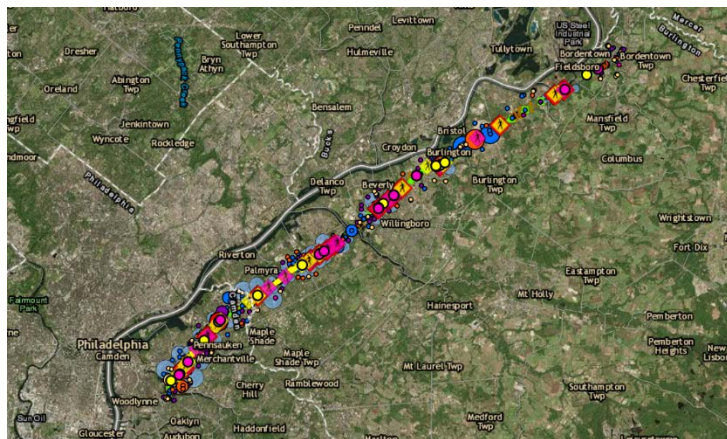 Levittown
Penndel
Lower
Southampton
Twp
Dresher
Bryn
Athyn
Hulmeville
Tullytown
US Steel
Industrial
Park
Mercer
Burlington
Bordentown
Bordentown
Twp
Fieldsboro
Abington
Twp
Oreland
Chesterfi
Twp
Bensalem
Mansfield
Twp
Jenkintown
Wyncote
Rockledge
Bucks
Bristol
Croydon
Burlington
Columbus
Philadelphia
Delanco
Twp
Beverly
Burlington
Twp
Wrightstown
Willingboro
Fort Dix
Riverton
Palmyra
Eastampton
Twp
Fairmount
Park
Hainesport
Mt Holly
Pemberton
Philadelphia
Camden
Pennsauken
Merchantville
Maple
Shade
Maple
Shade Twp
Pemberton
Heights
New
Lisbo
Mt Laurel Twp
Cherry
Hill
Ramblewood
Southampton
Twp
Woodlynne
Sun Oil
Oaklyn
Audubon
Gloucester
Haddonfield
Medford
Twp